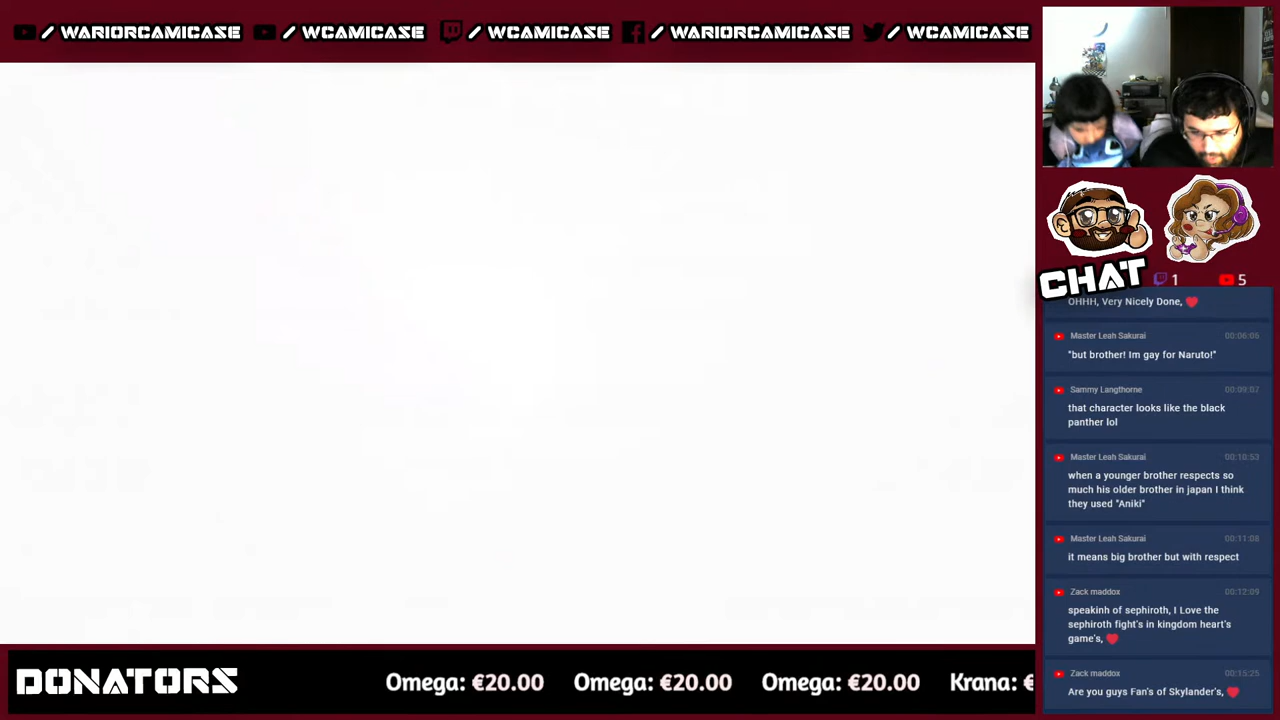 / WARIORCAMICASE / WCAMICASE / WCAMICASE / WARIORCAMICASE / WCAMICASE
CHAT 1 5
OHHH, Very Nicely Done, ❤
Master Leah Sakurai 00:06:05
"but brother! Im gay for Naruto!"
Sammy Langthorne 00:09:07
that character looks like the black
panther lol
Master Leah Sakurai 00:10:53
when a younger brother respects so
much his older brother in japan I think
they used "Aniki"
Master Leah Sakurai 00:11:08
it means big brother but with respect
Zack maddox 00:12:09
speakinh of sephiroth, I Love the
sephiroth fight's in kingdom heart's
game's, ❤
Zack maddox 00:15:25
Are you guys Fan's of Skylander's, ❤
DONATORS Omega: €20.00 Omega: €20.00 Omega: €20.00 Krana: €